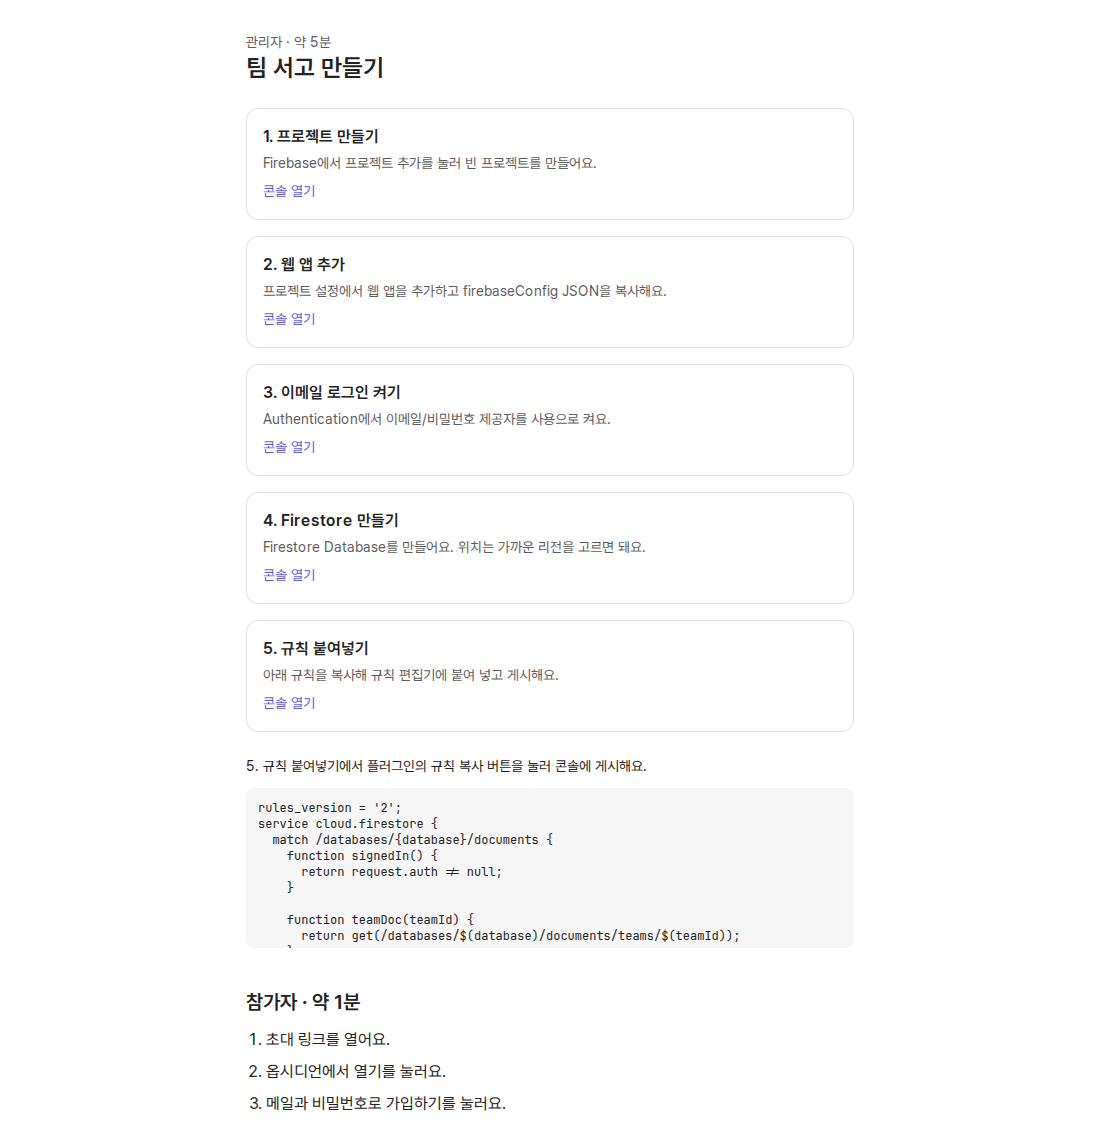 관리자 · 약 5분
팀 서고 만들기
1. 프로젝트 만들기
Firebase에서 프로젝트 추가를 눌러 빈 프로젝트를 만들어요.
콘솔 열기
2. 웹 앱 추가
프로젝트 설정에서 웹 앱을 추가하고 firebaseConfig JSON을 복사해요.
콘솔 열기
3. 이메일 로그인 켜기
Authentication에서 이메일/비밀번호 제공자를 사용으로 켜요.
콘솔 열기
4. Firestore 만들기
Firestore Database를 만들어요. 위치는 가까운 리전을 고르면 돼요.
콘솔 열기
5. 규칙 붙여넣기
아래 규칙을 복사해 규칙 편집기에 붙여 넣고 게시해요.
콘솔 열기
5. 규칙 붙여넣기에서 플러그인의 규칙 복사 버튼을 눌러 콘솔에 게시해요.
rules_version = '2';
service cloud.firestore {
  match /databases/{database}/documents {
    function signedIn() {
      return request.auth != null;
    }
    function teamDoc(teamId) {
      return get(/databases/$(database)/documents/teams/$(teamId));
참가자 · 약 1분
1. 초대 링크를 열어요.
2. 옵시디언에서 열기를 눌러요.
3. 메일과 비밀번호로 가입하기를 눌러요.